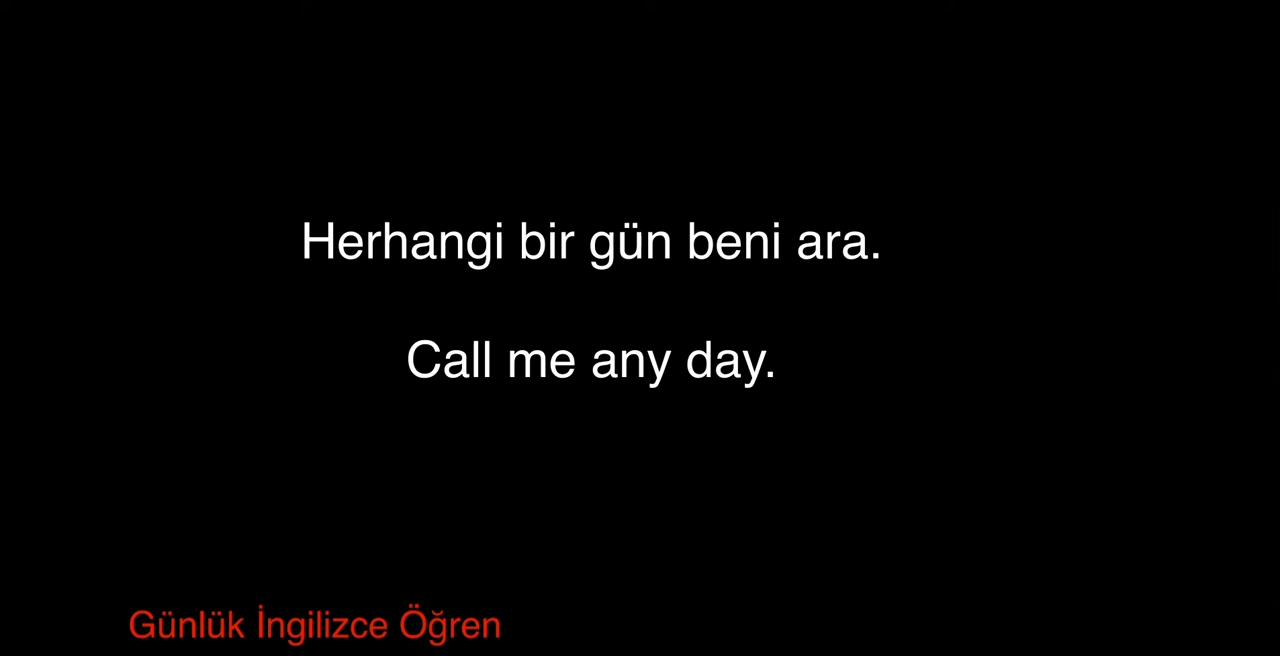 Herhangi bir gün beni ara.
Call me any day.
Günlük İngilizce Öğren